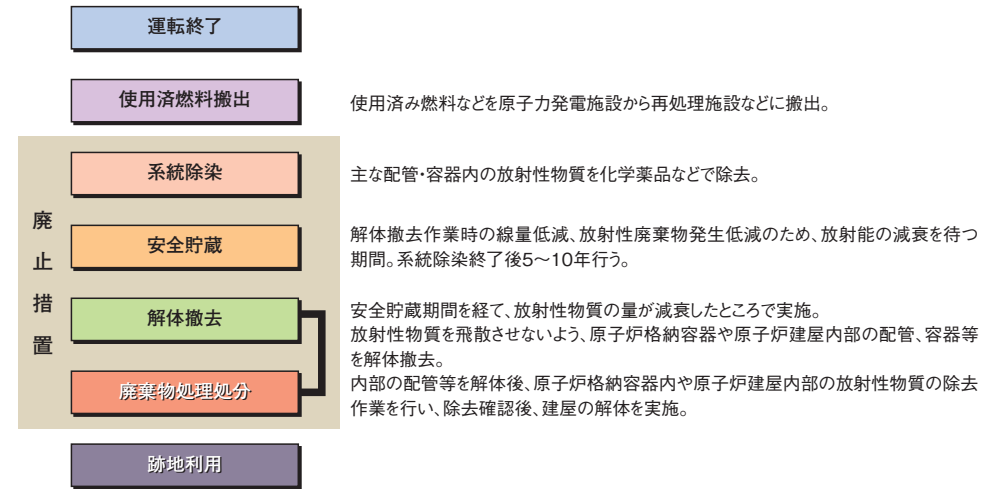 運転終了
使用済燃料搬出
使用済み燃料などを原子力発電施設から再処理施設などに搬出。
廃止措置
系統除染
主な配管・容器内の放射性物質を化学薬品などで除去。
安全貯蔵
解体撤去作業時の線量低減、放射性廃棄物発生低減のため、放射能の減衰を待つ
期間。系統除染終了後5～10年行う。
解体撤去
廃棄物処理処分
安全貯蔵期間を経て、放射性物質の量が減衰したところで実施。
放射性物質を飛散させないよう、原子炉格納容器や原子炉建屋内部の配管、容器等
を解体撤去。
内部の配管等を解体後、原子炉格納容器内や原子炉建屋内部の放射性物質の除去
作業を行い、除去確認後、建屋の解体を実施。
跡地利用